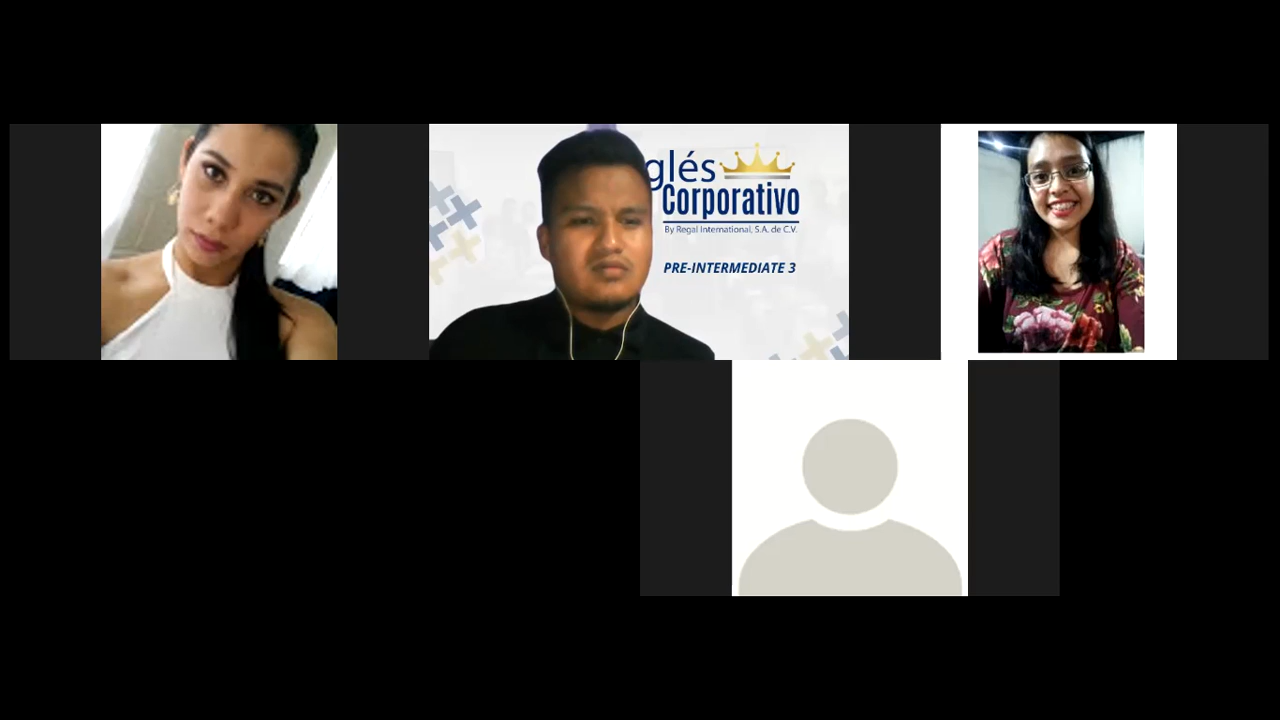 glés
Corporativo
By Regal International, S.A. de C.V.
PRE-INTERMEDIATE 3